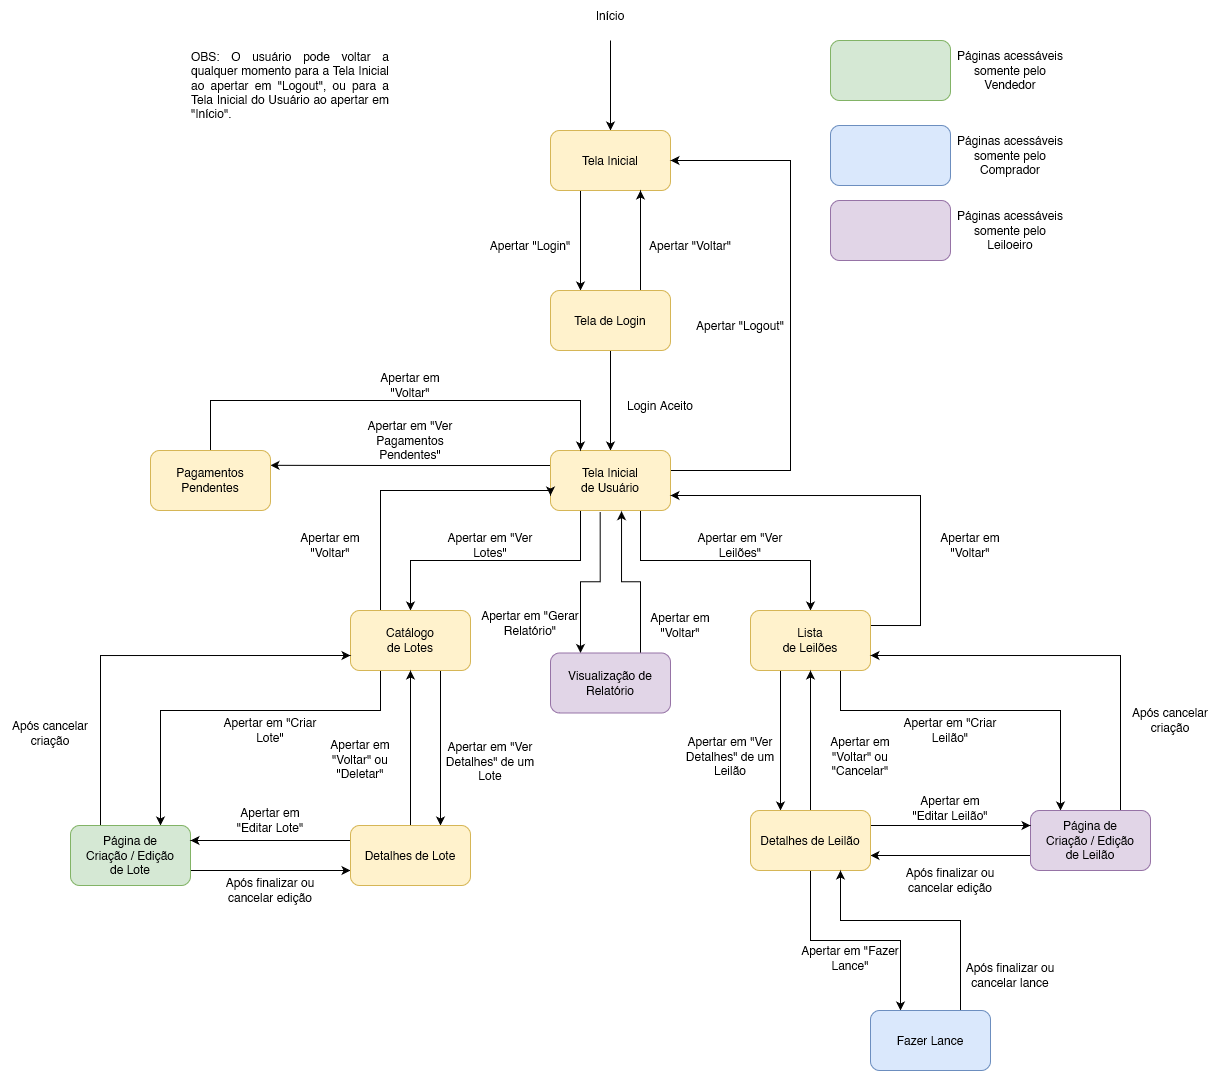 Início
OBS: O usuário pode voltar a
qualquer momento para a Tela Inicial
ao apertar em "Logout", ou para a
Tela Inicial do Usuário ao apertar em
"Início".
Páginas acessáveis
somente pelo
Vendedor
Páginas acessáveis
somente pelo
Comprador
Páginas acessáveis
somente pelo
Leiloeiro
Tela Inicial
Apertar "Login"
Apertar "Voltar"
Tela de Login
Apertar "Logout"
Login Aceito
Apertar em
"Voltar"
Apertar em "Ver
Pagamentos
Pendentes"
Pagamentos
Pendentes
Tela Inicial
de Usuário
Apertar em
"Voltar"
Apertar em "Ver
Lotes"
Apertar em "Ver
Leilões"
Apertar em
"Voltar"
Apertar em "Gerar
Relatório"
Apertar em
"Voltar"
Catálogo
de Lotes
Visualização de
Relatório
Lista
de Leilões
Após cancelar
criação
Apertar em "Criar
Lote"
Apertar em
"Voltar" ou
"Deletar"
Apertar em "Ver
Detalhes" de um
Lote
Apertar em "Ver
Detalhes" de um
Leilão
Apertar em
"Voltar" ou
"Cancelar"
Apertar em "Criar
Leilão"
Após cancelar
criação
Apertar em
"Editar Lote"
Página de
Criação / Edição
de Lote
Detalhes de Lote
Após finalizar ou
cancelar edição
Detalhes de Leilão
Apertar em
"Editar Leilão"
Página de
Criação / Edição
de Leilão
Após finalizar ou
cancelar edição
Apertar em "Fazer
Lance"
Após finalizar ou
cancelar lance
Fazer Lance